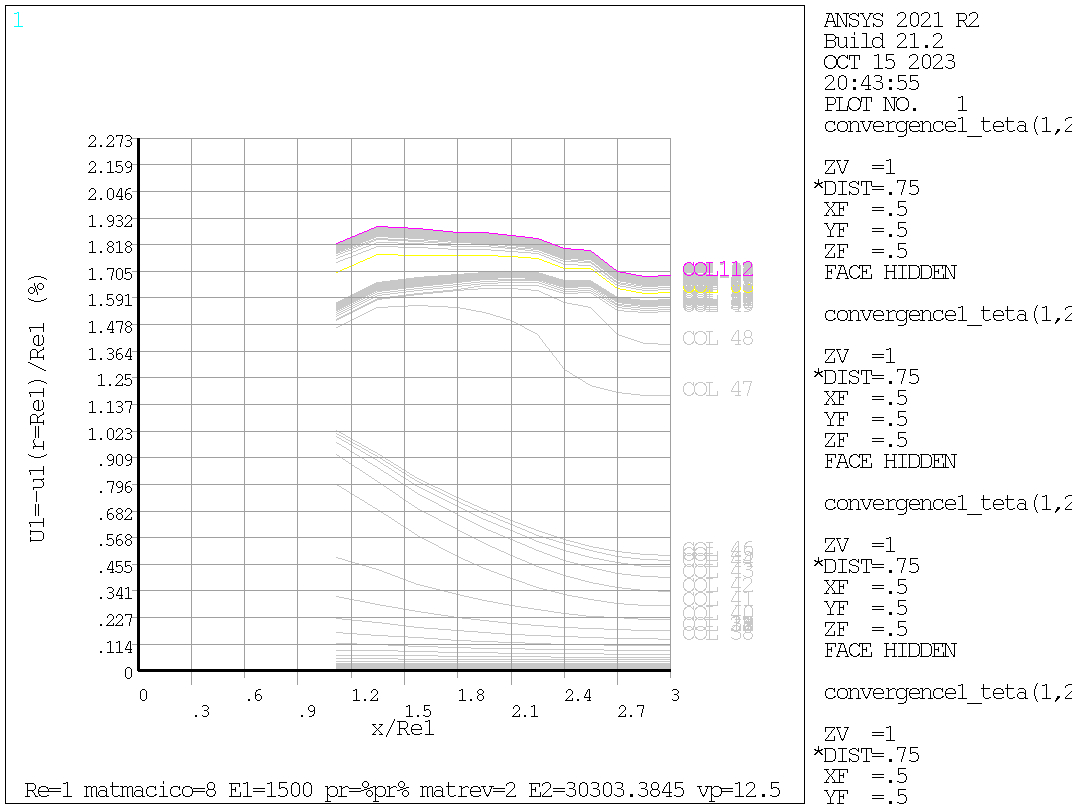 1
ANSYS 2021 R2
Build 21.2
OCT 15 2023
20:43:55
PLOT NO. 1
convergence1_teta(1,2
ZV =1
*DIST=.75
XF =.5
YF =.5
ZF =.5
FACE HIDDEN
convergence1_teta(1,2
ZV =1
*DIST=.75
XF =.5
YF =.5
ZF =.5
FACE HIDDEN
convergence1_teta(1,2
ZV =1
*DIST=.75
XF =.5
YF =.5
ZF =.5
FACE HIDDEN
convergence1_teta(1,2
ZV =1
*DIST=.75
XF =.5
YF =.5
2.273
2.159
2.046
1.932
1.818
1.705
1.591
1.478
1.364
1.25
1.137
1.023
.909
.796
.682
.568
.455
.341
.227
.114
0
U1=-u1(r=Re1)/Re1 (%)
COL112
COL 48
COL 47
COL 46
COL 43
COL 42
COL 41
COL 40
COL 38
0 .3 .6 .9 1.2 1.5 1.8 2.1 2.4 2.7 3
x/Re1
Re=1 matmacico=8 E1=1500 pr=%pr% matrev=2 E2=30303.3845 vp=12.5